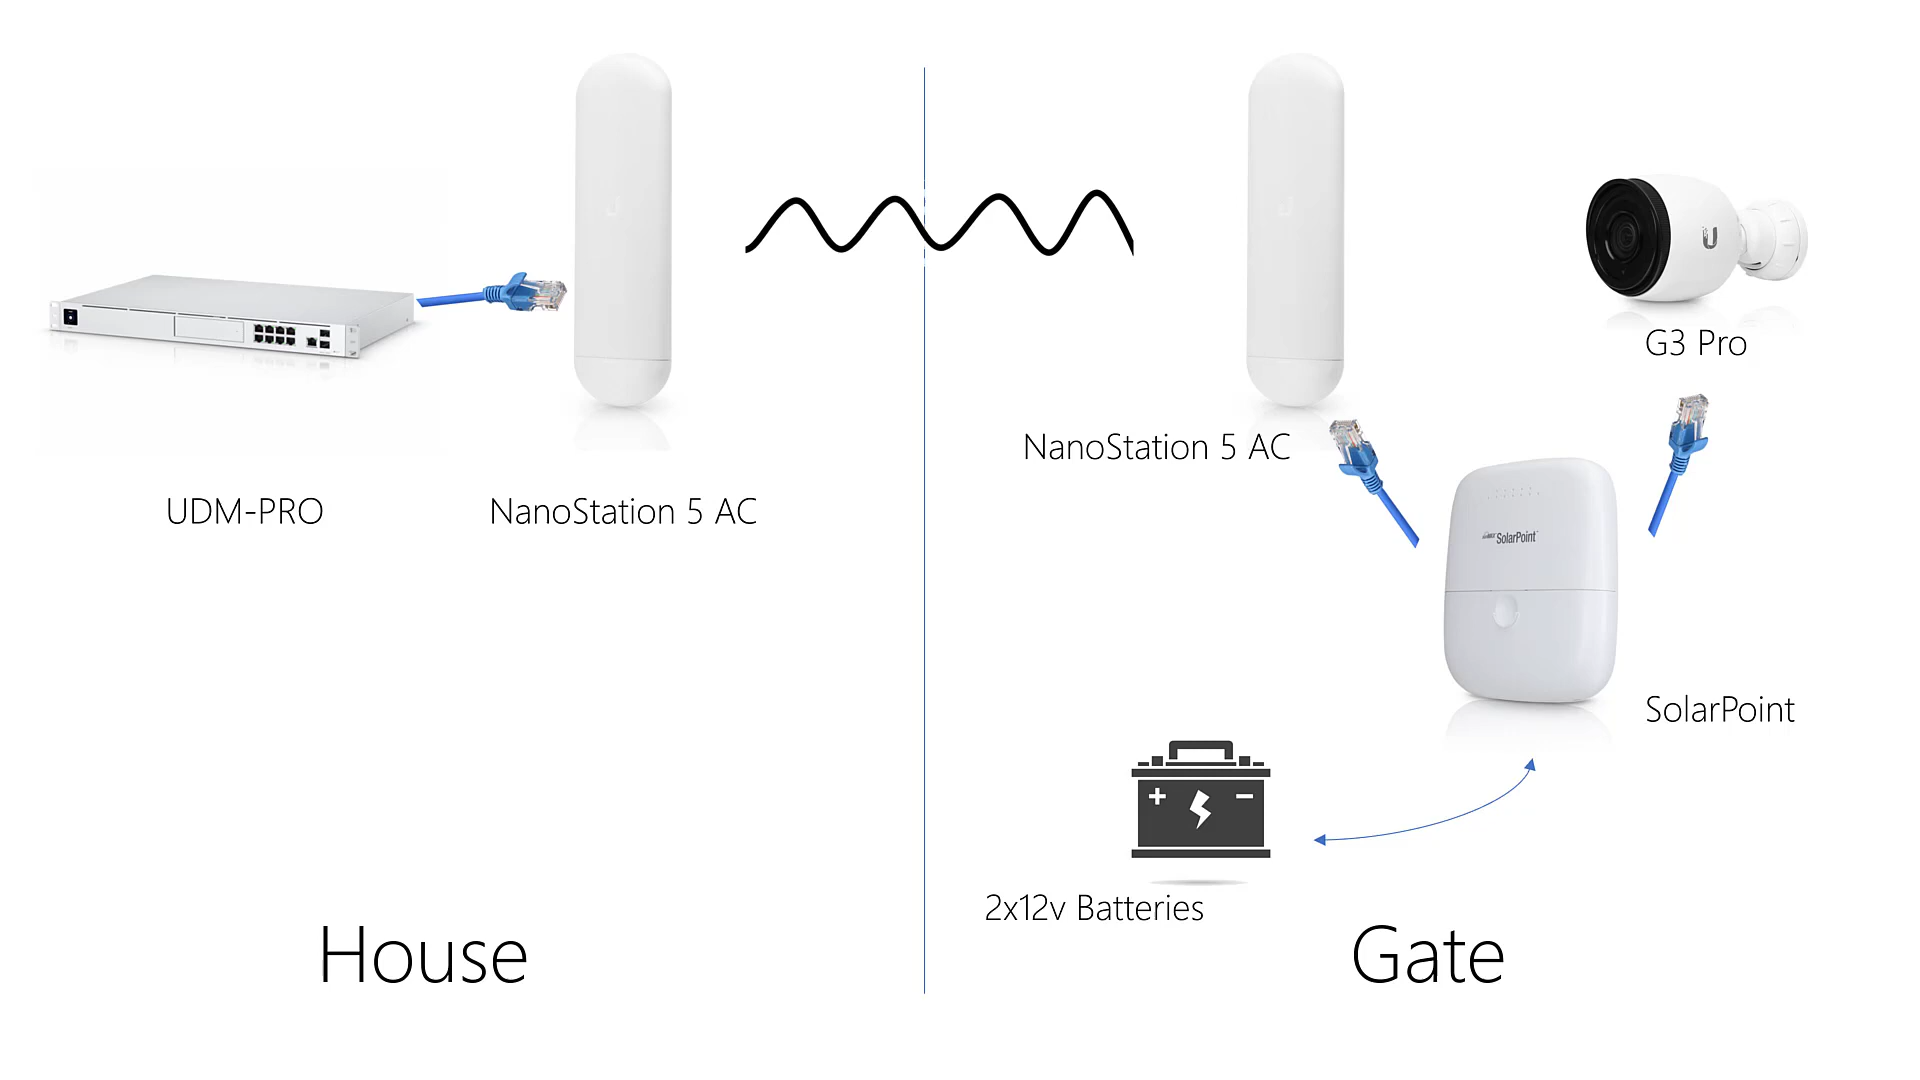 UDM-PRO
NanoStation 5 AC
NanoStation 5 AC
G3 Pro
SolarPoint
SolarPoint
+ −
2x12v Batteries
House
Gate